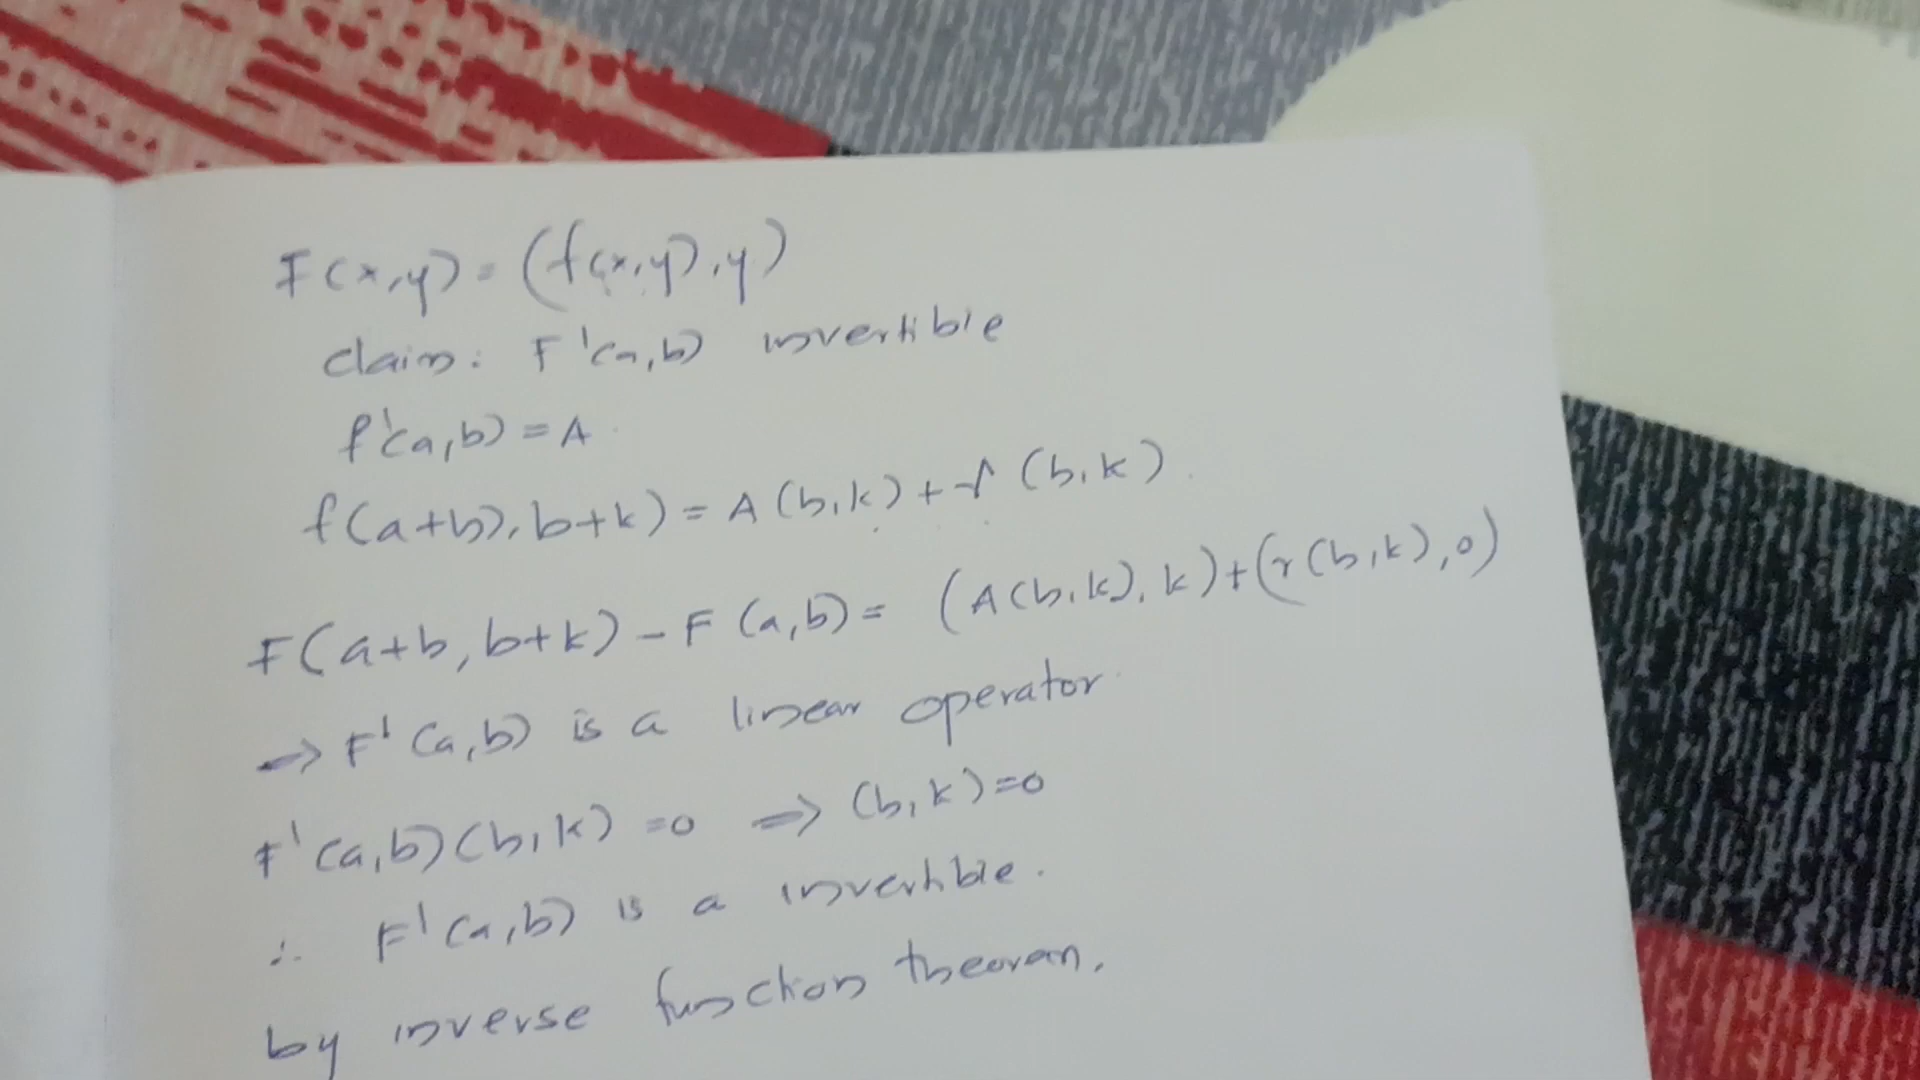 F(x,y) = (f(x,y),y)
claim: F'(a,b) invertible
f'(a,b) = A
f(a+h), b+k) = A(h,k) + r(h,k)
F(a+h, b+k) - F(a,b) = (A(h,k), k) + (r(h,k),0)
⇒ F'(a,b) is a linear operator
F'(a,b)(h,k) =0 ⇒ (h,k)=0
∴ F'(a,b) is a invertible.
by inverse function theorem,